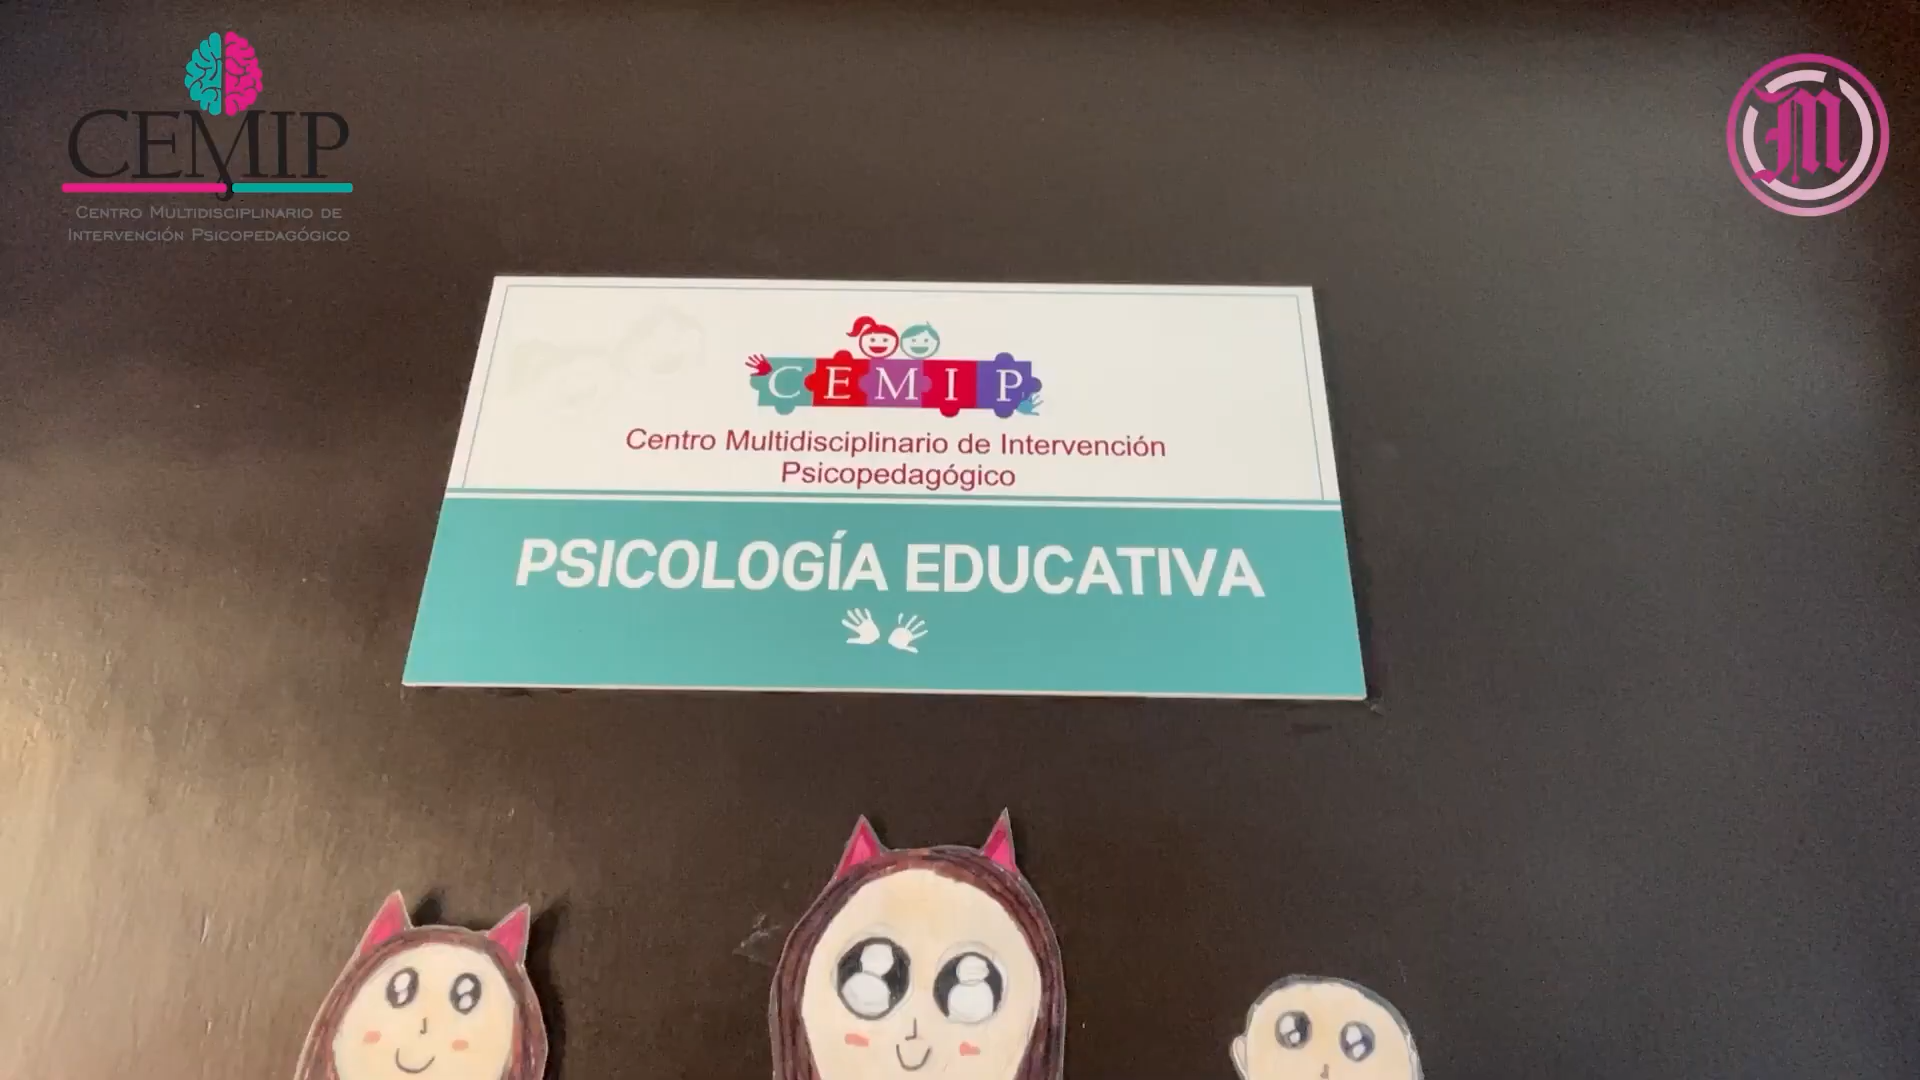 CEMIP
CENTRO MULTIDISCIPLINARIO DE
INTERVENCIÓN PSICOPEDAGÓGICO
M
CEMIP
Centro Multidisciplinario de Intervención
Psicopedagógico
PSICOLOGÍA EDUCATIVA